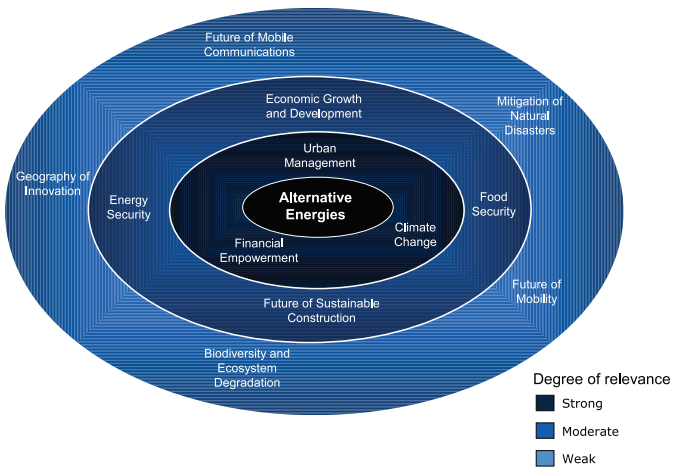 Future of Mobile
Communications
Economic Growth
and Development
Mitigation of
Natural
Disasters
Urban
Management
Geography of
Innovation
Energy
Security
Alternative
Energies
Food
Security
Climate
Change
Financial
Empowerment
Future of
Mobility
Future of Sustainable
Construction
Biodiversity and
Ecosystem
Degradation
Degree of relevance
Strong
Moderate
Weak